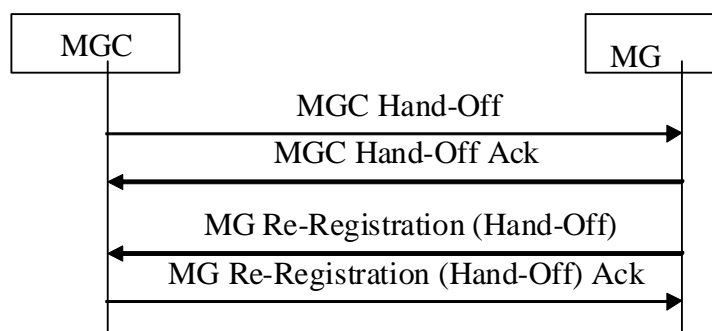 MGC
MG
MGC Hand-Off
MGC Hand-Off Ack
MG Re-Registration (Hand-Off)
MG Re-Registration (Hand-Off) Ack